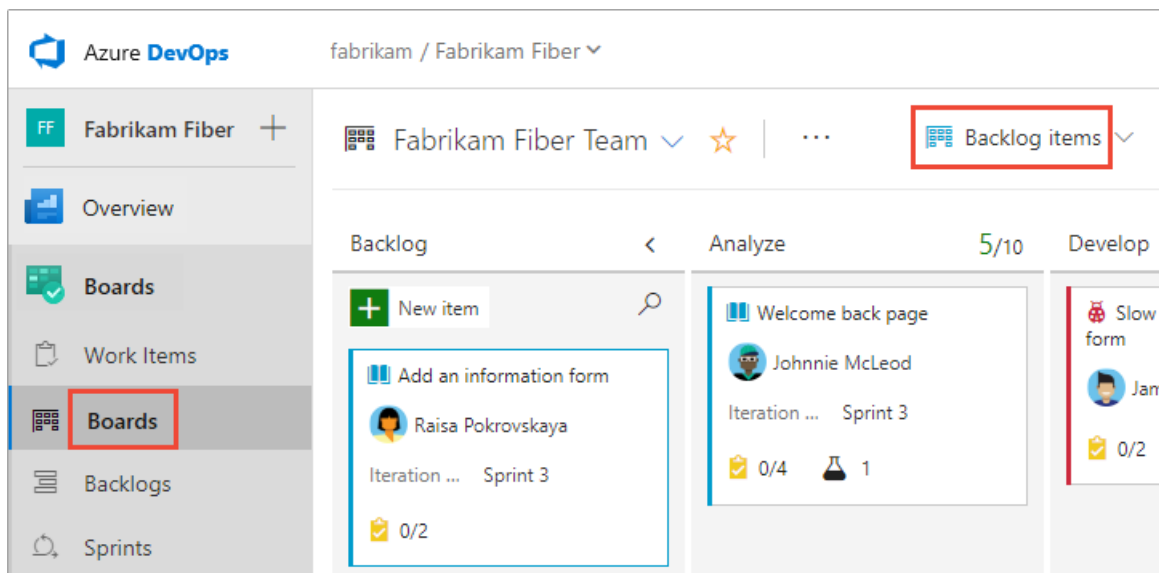 Azure DevOps
fabrikam / Fabrikam Fiber
FF Fabrikam Fiber
Fabrikam Fiber Team
Backlog items
Overview
Boards
Work Items
Boards
Backlogs
Sprints
Backlog
New item
Add an information form
Raisa Pokrovskaya
Iteration ... Sprint 3
0/2
Analyze 5/10
Welcome back page
Johnnie McLeod
Iteration ... Sprint 3
0/4 1
Develop
Slow
form
Jam
0/2